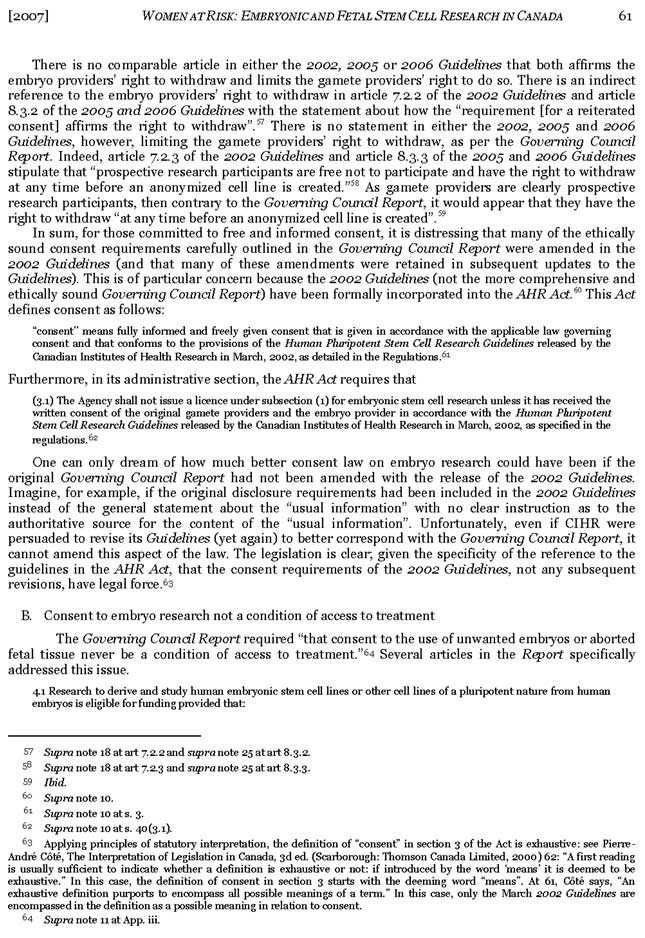 [2007] WOMEN AT RISK: EMBRYONIC AND FETAL STEM CELL RESEARCH IN CANADA 61
There is no comparable article in either the 2002, 2005 or 2006 Guidelines that both affirms the
embryo providers' right to withdraw and limits the gamete providers' right to do so. There is an indirect
reference to the embryo providers' right to withdraw in article 7.2.2 of the 2002 Guidelines and article
8.3.2 of the 2005 and 2006 Guidelines with the statement about how the "requirement [for a reiterated
consent] affirms the right to withdraw". 57 There is no statement in either the 2002, 2005 and 2006
Guidelines, however, limiting the gamete providers' right to withdraw, as per the Governing Council
Report. Indeed, article 7.2.3 of the 2002 Guidelines and article 8.3.3 of the 2005 and 2006 Guidelines
stipulate that "prospective research participants are free not to participate and have the right to withdraw
at any time before an anonymized cell line is created."58 As gamete providers are clearly prospective
research participants, then contrary to the Governing Council Report, it would appear that they have the
right to withdraw "at any time before an anonymized cell line is created". 59
In sum, for those committed to free and informed consent, it is distressing that many of the ethically
sound consent requirements carefully outlined in the Governing Council Report were amended in the
2002 Guidelines (and that many of these amendments were retained in subsequent updates to the
Guidelines). This is of particular concern because the 2002 Guidelines (not the more comprehensive and
ethically sound Governing Council Report) have been formally incorporated into the AHR Act.60 This Act
defines consent as follows:
"consent" means fully informed and freely given consent that is given in accordance with the applicable law governing
consent and that conforms to the provisions of the Human Pluripotent Stem Cell Research Guidelines released by the
Canadian Institutes of Health Research in March, 2002, as detailed in the Regulations.61
Furthermore, in its administrative section, the AHR Act requires that
(3.1) The Agency shall not issue a licence under subsection (1) for embryonic stem cell research unless it has received the
written consent of the original gamete providers and the embryo provider in accordance with the Human Pluripotent
Stem Cell Research Guidelines released by the Canadian Institutes of Health Research in March, 2002, as specified in the
regulations.62
One can only dream of how much better consent law on embryo research could have been if the
original Governing Council Report had not been amended with the release of the 2002 Guidelines.
Imagine, for example, if the original disclosure requirements had been included in the 2002 Guidelines
instead of the general statement about the "usual information" with no clear instruction as to the
authoritative source for the content of the "usual information". Unfortunately, even if CIHR were
persuaded to revise its Guidelines (yet again) to better correspond with the Governing Council Report, it
cannot amend this aspect of the law. The legislation is clear; given the specificity of the reference to the
guidelines in the AHR Act, that the consent requirements of the 2002 Guidelines, not any subsequent
revisions, have legal force.63
B. Consent to embryo research not a condition of access to treatment
The Governing Council Report required "that consent to the use of unwanted embryos or aborted
fetal tissue never be a condition of access to treatment."64 Several articles in the Report specifically
addressed this issue.
4.1 Research to derive and study human embryonic stem cell lines or other cell lines of a pluripotent nature from human
embryos is eligible for funding provided that:
57 Supra note 18 at art 7.2.2 and supra note 25 at art 8.3.2.
58 Supra note 18 at art 7.2.3 and supra note 25 at art 8.3.3.
59 Ibid.
60 Supra note 10.
61 Supra note 10 at s. 3.
62 Supra note 10 at s. 40(3.1).
63 Applying principles of statutory interpretation, the definition of "consent" in section 3 of the Act is exhaustive: see Pierre-
André Côté, The Interpretation of Legislation in Canada, 3d ed. (Scarborough: Thomson Canada Limited, 2000) 62: "A first reading
is usually sufficient to indicate whether a definition is exhaustive or not: if introduced by the word 'means' it is deemed to be
exhaustive." In this case, the definition of consent in section 3 starts with the deeming word "means". At 61, Côté says, "An
exhaustive definition purports to encompass all possible meanings of a term." In this case, only the March 2002 Guidelines are
encompassed in the definition as a possible meaning in relation to consent.
64 Supra note 11 at App. iii.